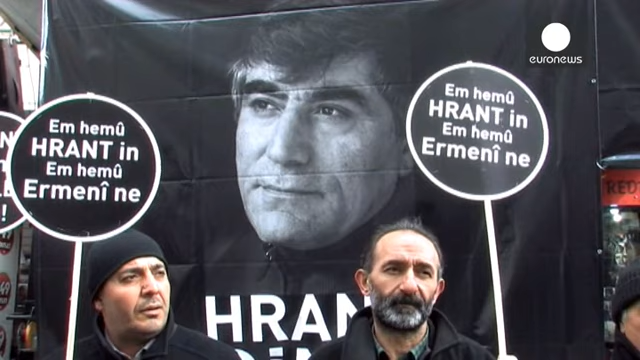 euronews
Em hemû
HRANT in
Em hemû
Ermenî ne
Em hemû
HRANT in
Em hemû
Ermenî ne
HRAN